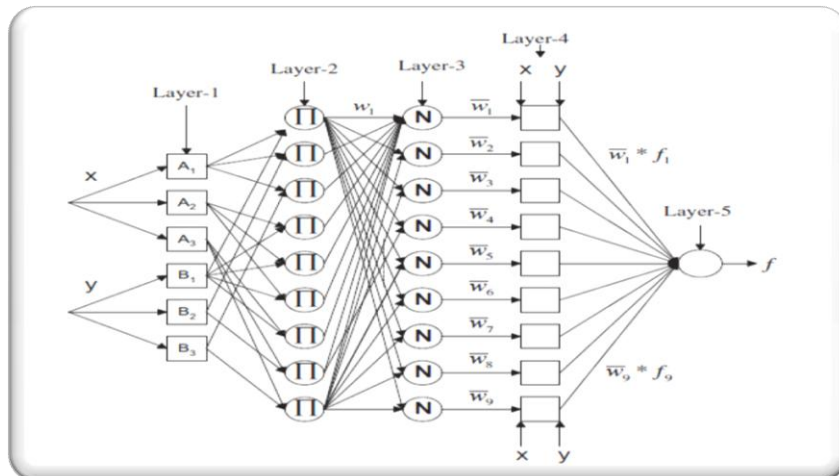 Layer-4
Layer-2
Layer-3
x y
Layer-1
Π w₁ N w̅₁
A₁ Π N w̅₂ w̅₁ * f₁
x
A₂ Π N w̅₃
A₃ Π N w̅₄ Layer-5
B₁ Π N w̅₅ f
y
B₂ Π N w̅₆
B₃ Π N w̅₇
Π N w̅₈ w̅₉ * f₉
Π N w̅₉
x y